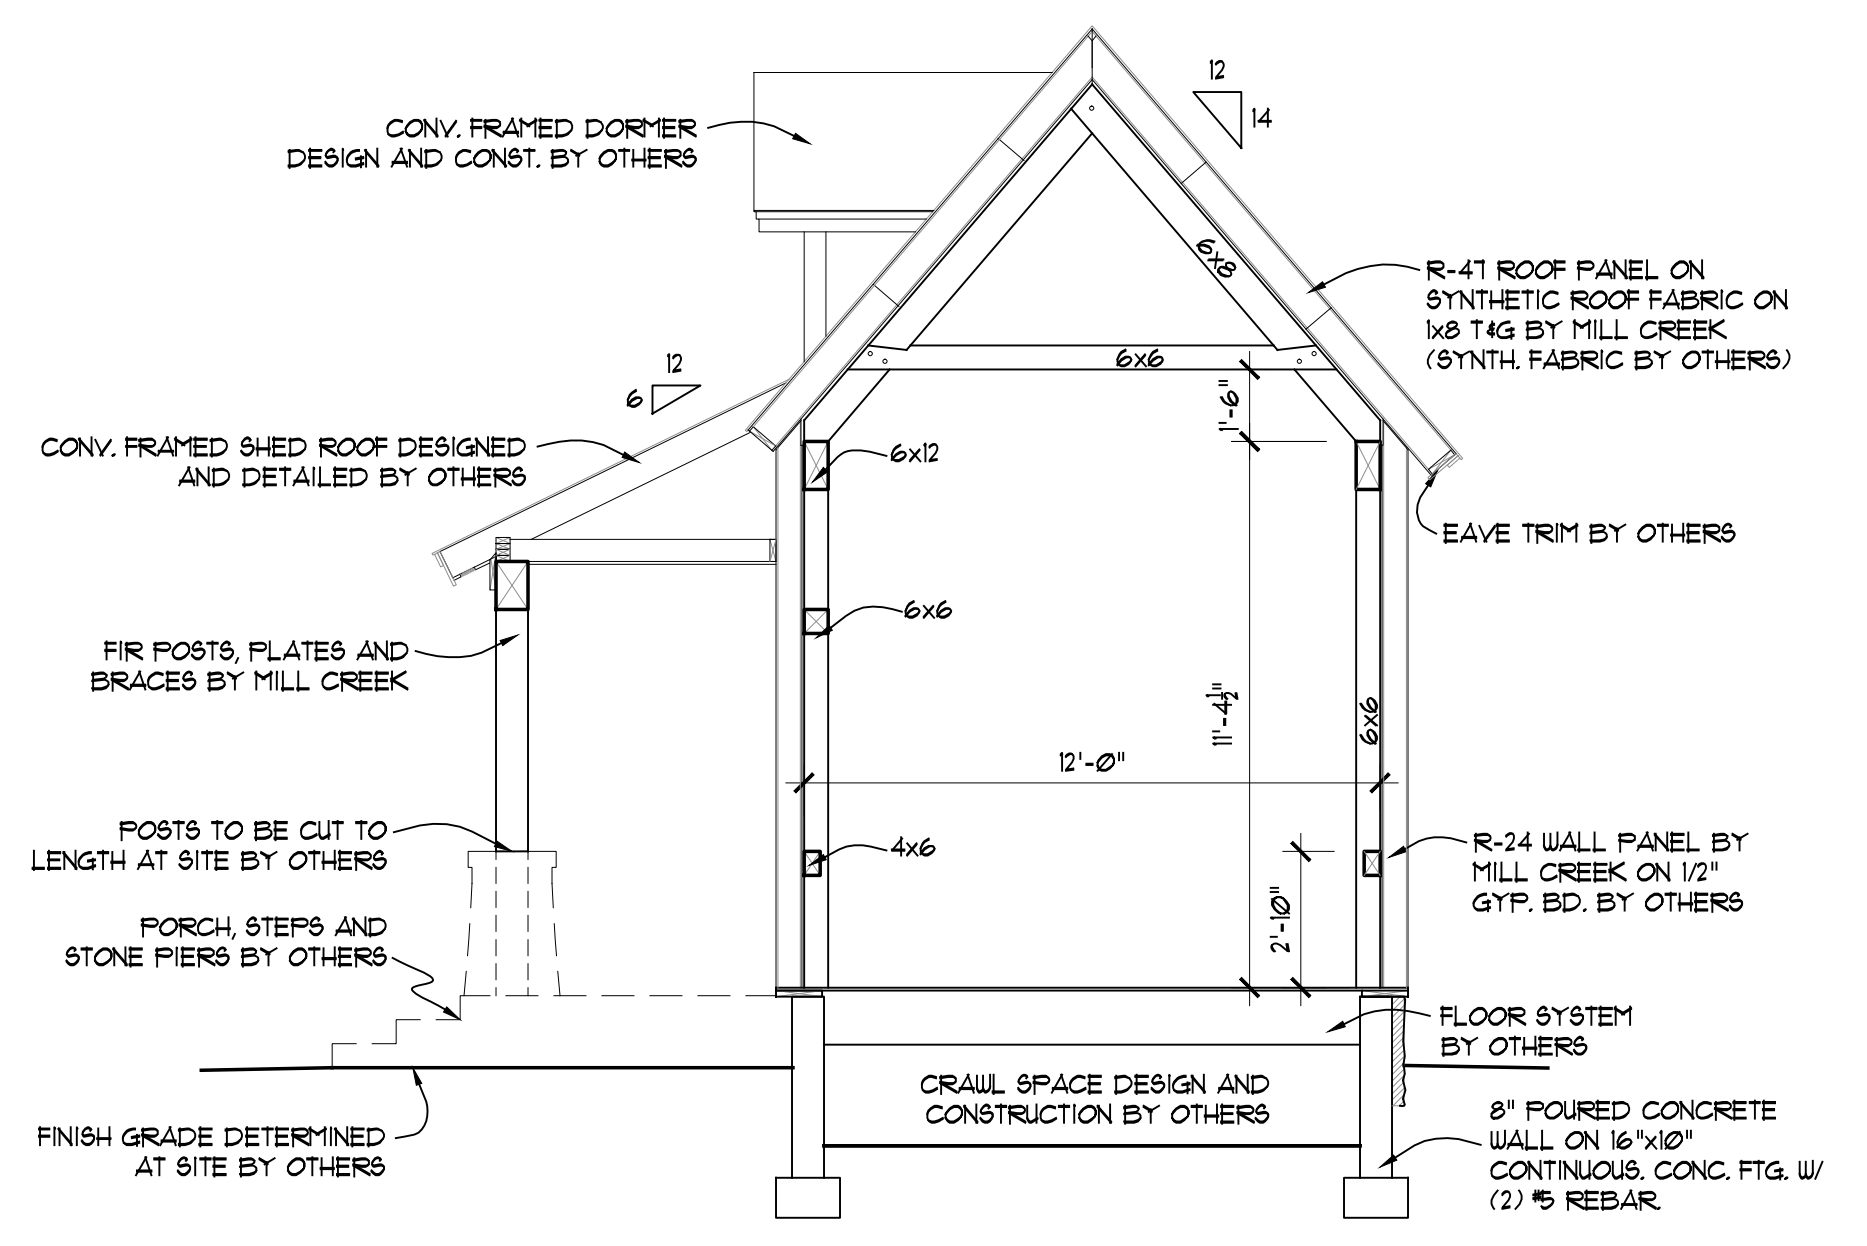 12
14
CONV. FRAMED DORMER
DESIGN AND CONST. BY OTHERS
6x8
R-47 ROOF PANEL ON
SYNTHETIC ROOF FABRIC ON
1x8 T&G BY MILL CREEK
(SYNTH. FABRIC BY OTHERS)
6x6
12
6
1'-6"
CONV. FRAMED SHED ROOF DESIGNED
AND DETAILED BY OTHERS
6x12
EAVE TRIM BY OTHERS
6x6
FIR POSTS, PLATES AND
BRACES BY MILL CREEK
11'-4 1/2"
6x6
12'-0"
POSTS TO BE CUT TO
LENGTH AT SITE BY OTHERS
4x6
R-24 WALL PANEL BY
MILL CREEK ON 1/2"
GYP. BD. BY OTHERS
2'-10"
PORCH, STEPS AND
STONE PIERS BY OTHERS
FLOOR SYSTEM
BY OTHERS
CRAWL SPACE DESIGN AND
CONSTRUCTION BY OTHERS
FINISH GRADE DETERMINED
AT SITE BY OTHERS
8" POURED CONCRETE
WALL ON 16"x10"
CONTINUOUS. CONC. FTG. W/
(2) #5 REBAR.